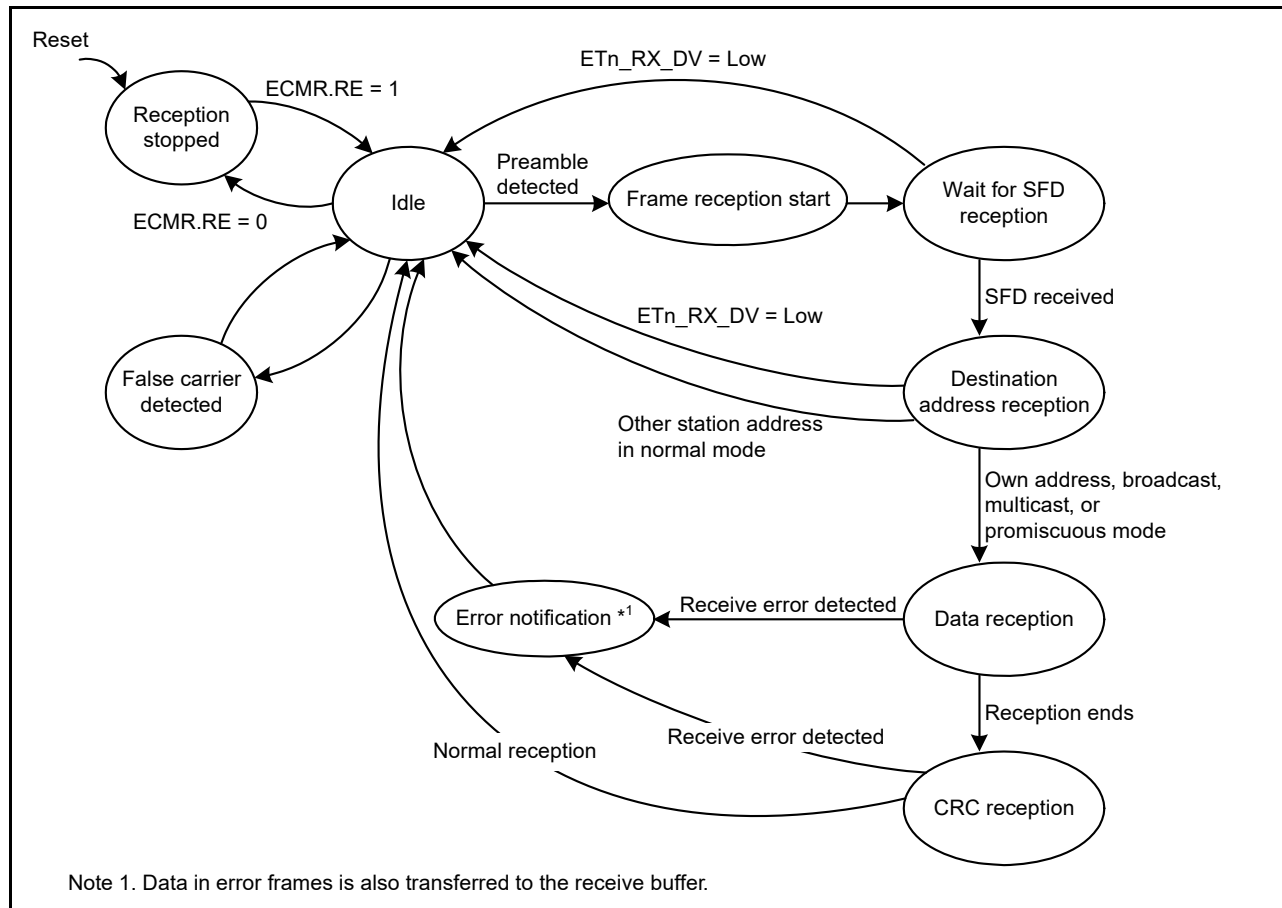 Reset
ECMR.RE = 1
ETn_RX_DV = Low
Reception
stopped
Preamble
detected
Idle
Frame reception start
Wait for SFD
reception
ECMR.RE = 0
SFD received
ETn_RX_DV = Low
False carrier
detected
Destination
address reception
Other station address
in normal mode
Own address, broadcast,
multicast, or
promiscuous mode
Error notification *1
Receive error detected
Data reception
Reception ends
Normal reception
Receive error detected
CRC reception
Note 1. Data in error frames is also transferred to the receive buffer.